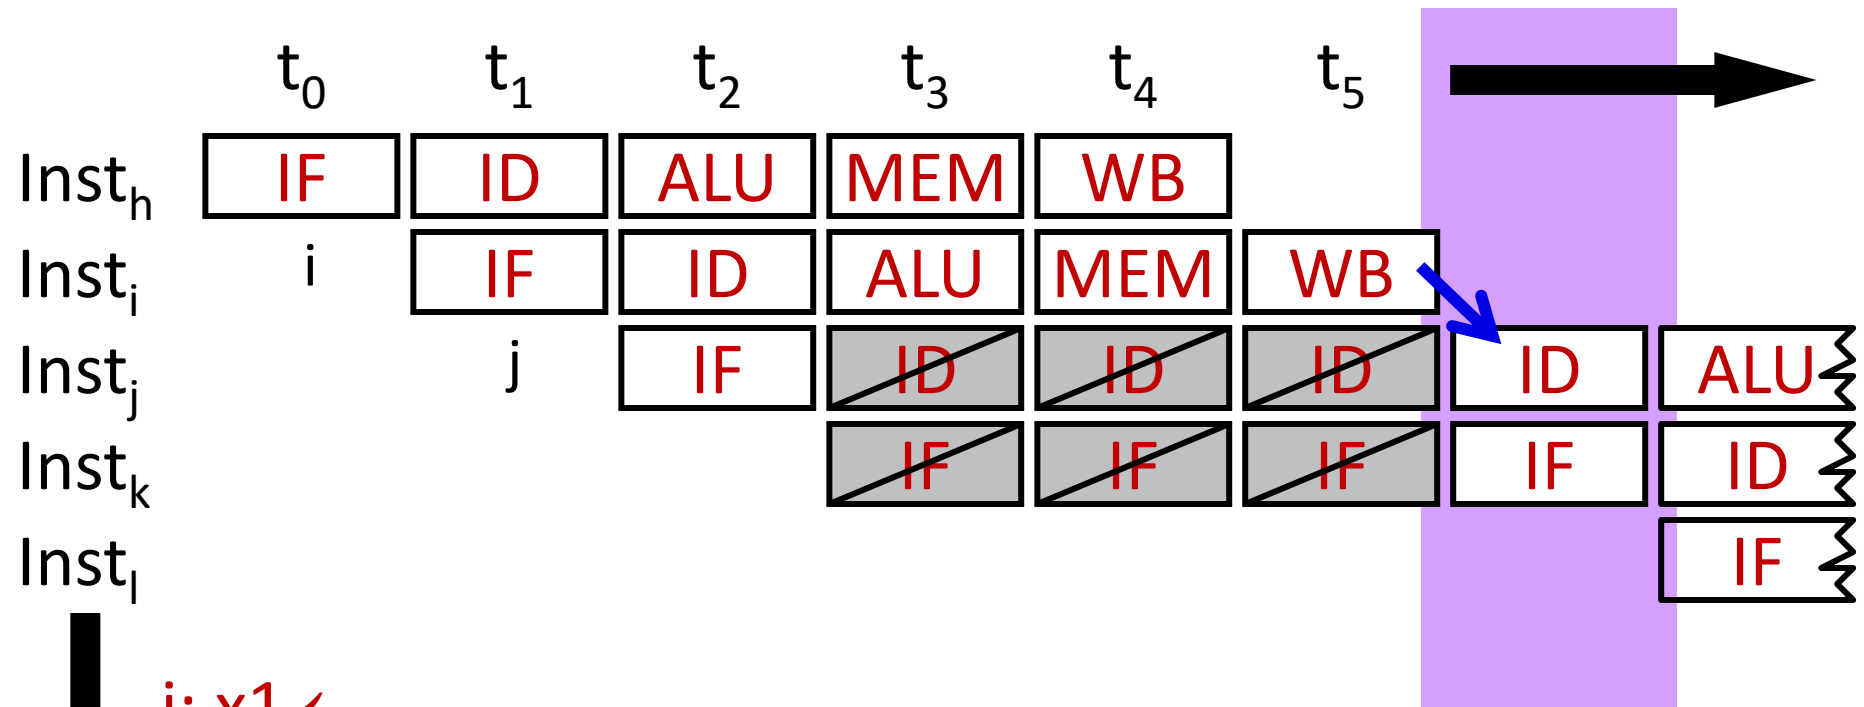 t0 t1 t2 t3 t4 t5
Insth IF ID ALU MEM WB
Insti i IF ID ALU MEM WB
Instj j IF ID ID ID ID ALU
Instk IF IF IF IF ID
Instl IF
i: x1